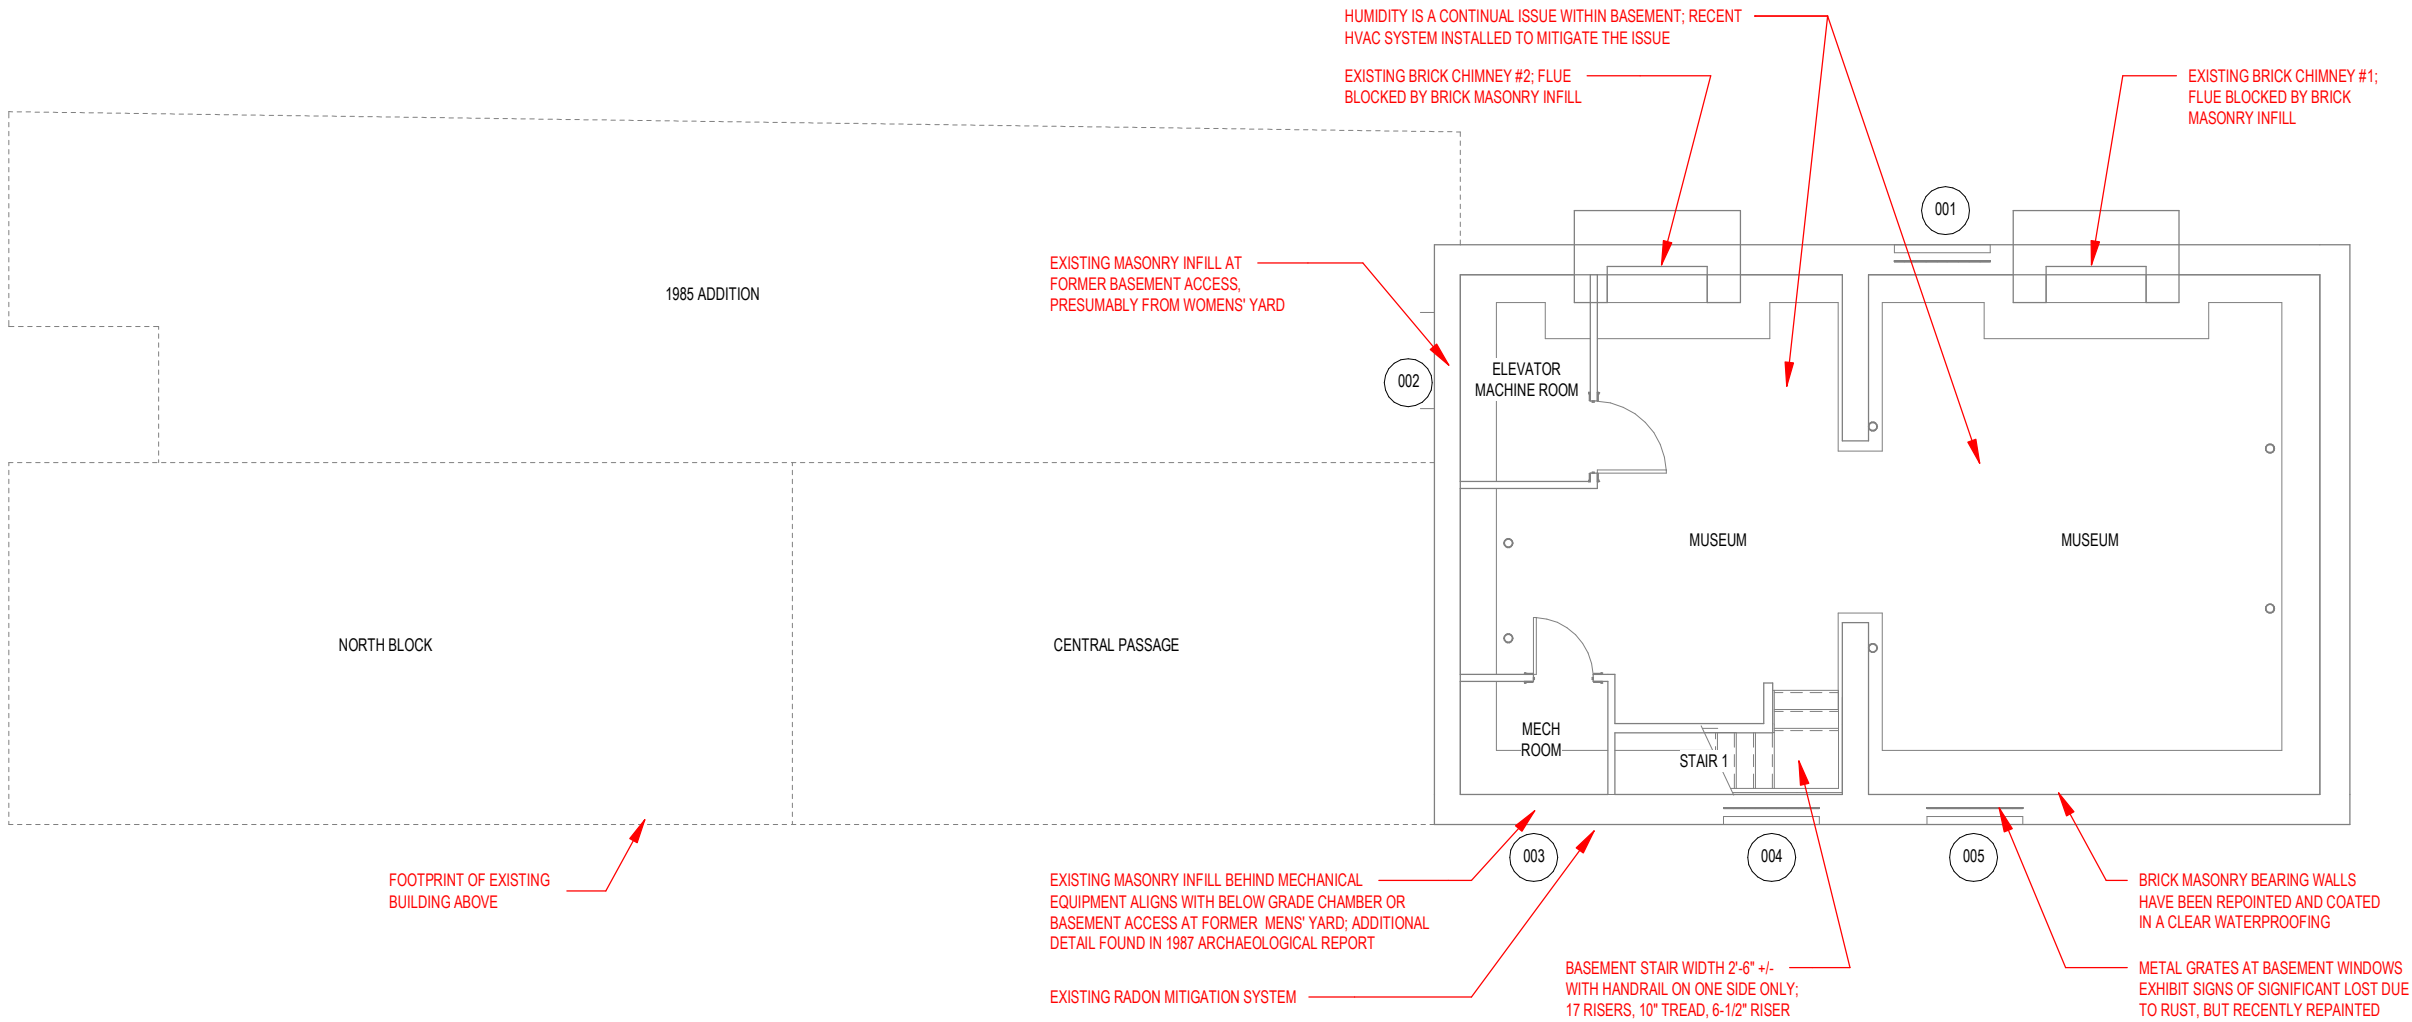 HUMIDITY IS A CONTINUAL ISSUE WITHIN BASEMENT; RECENT
HVAC SYSTEM INSTALLED TO MITIGATE THE ISSUE
EXISTING BRICK CHIMNEY #2; FLUE
BLOCKED BY BRICK MASONRY INFILL
EXISTING BRICK CHIMNEY #1;
FLUE BLOCKED BY BRICK
MASONRY INFILL
001
EXISTING MASONRY INFILL AT
FORMER BASEMENT ACCESS,
PRESUMABLY FROM WOMENS' YARD
1985 ADDITION
002
ELEVATOR
MACHINE ROOM
MUSEUM
MUSEUM
NORTH BLOCK
CENTRAL PASSAGE
MECH
ROOM
STAIR 1
003
004
005
FOOTPRINT OF EXISTING
BUILDING ABOVE
EXISTING MASONRY INFILL BEHIND MECHANICAL
EQUIPMENT ALIGNS WITH BELOW GRADE CHAMBER OR
BASEMENT ACCESS AT FORMER MENS' YARD; ADDITIONAL
DETAIL FOUND IN 1987 ARCHAEOLOGICAL REPORT
EXISTING RADON MITIGATION SYSTEM
BASEMENT STAIR WIDTH 2'-6" +/-
WITH HANDRAIL ON ONE SIDE ONLY;
17 RISERS, 10" TREAD, 6-1/2" RISER
BRICK MASONRY BEARING WALLS
HAVE BEEN REPOINTED AND COATED
IN A CLEAR WATERPROOFING
METAL GRATES AT BASEMENT WINDOWS
EXHIBIT SIGNS OF SIGNIFICANT LOST DUE
TO RUST, BUT RECENTLY REPAINTED